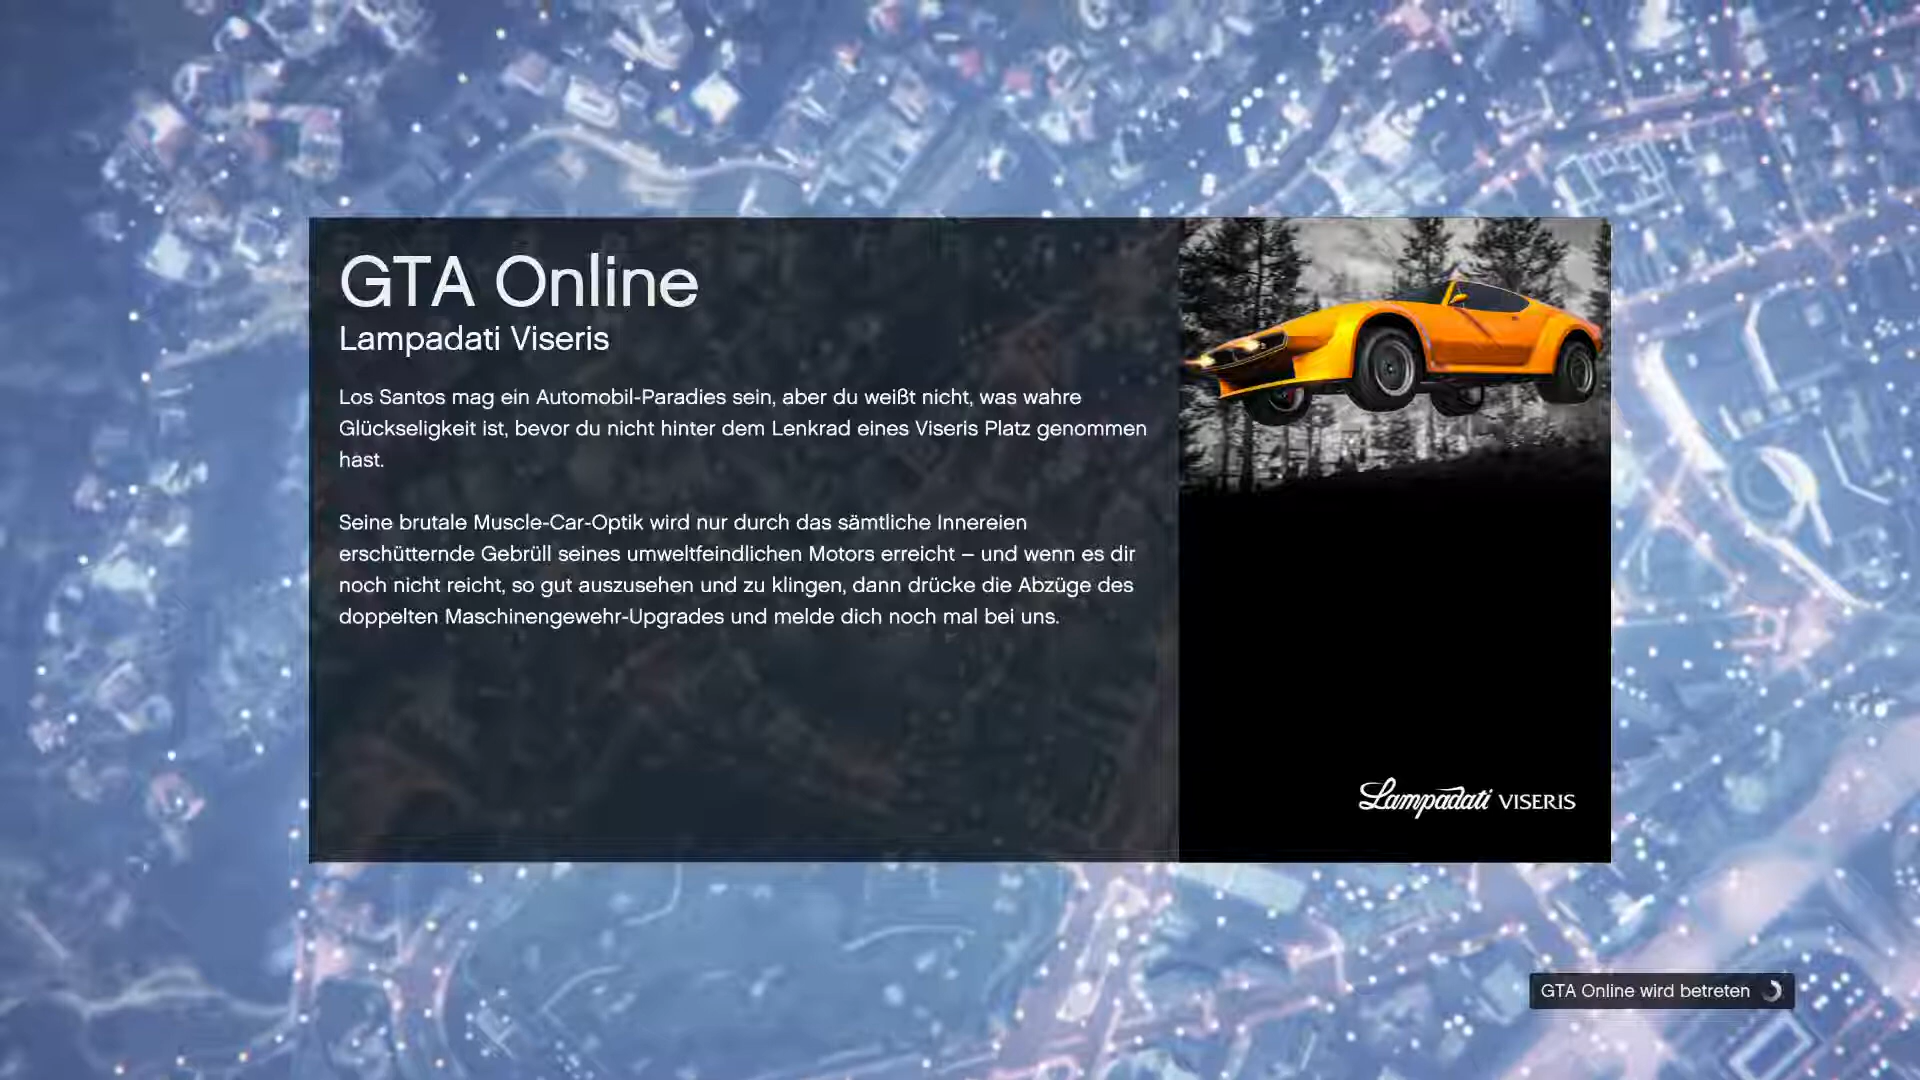 GTA Online
Lampadati Viseris
Los Santos mag ein Automobil-Paradies sein, aber du weißt nicht, was wahre
Glückseligkeit ist, bevor du nicht hinter dem Lenkrad eines Viseris Platz genommen
hast.
Seine brutale Muscle-Car-Optik wird nur durch das sämtliche Innereien
erschütternde Gebrüll seines umweltfeindlichen Motors erreicht – und wenn es dir
noch nicht reicht, so gut auszusehen und zu klingen, dann drücke die Abzüge des
doppelten Maschinengewehr-Upgrades und melde dich noch mal bei uns.
Lampadati VISERIS
GTA Online wird betreten